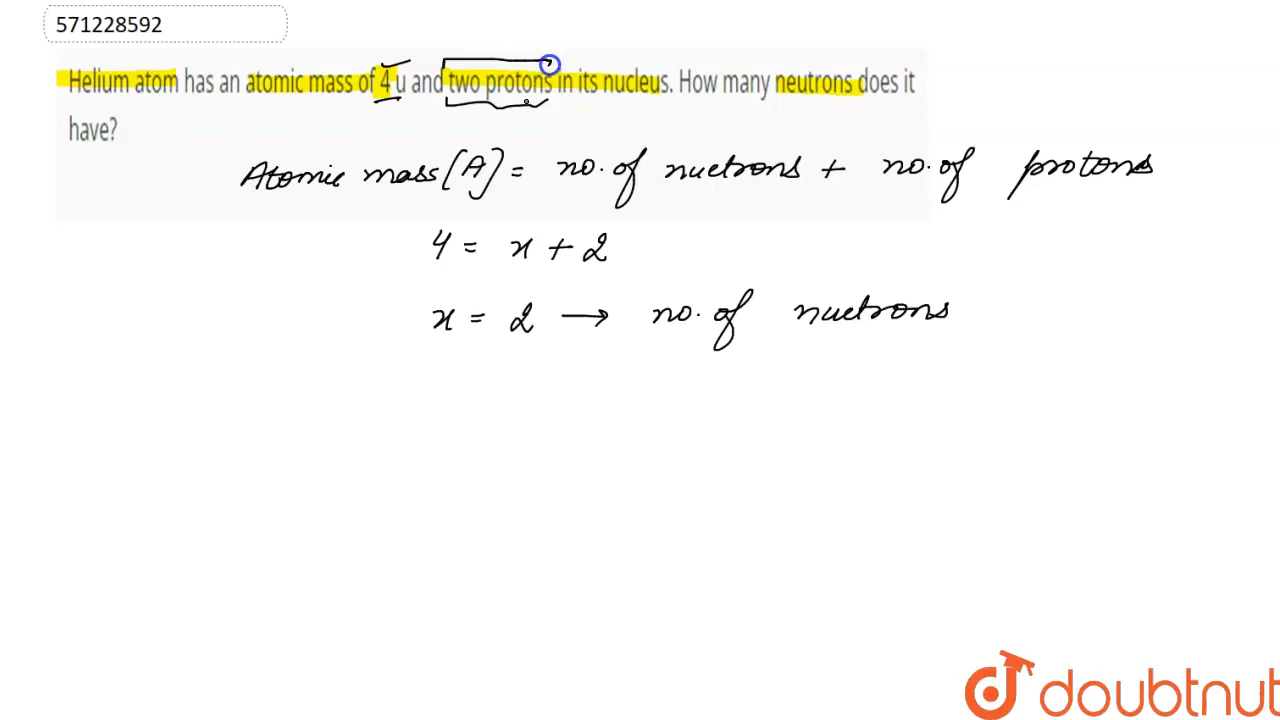 571228592
Helium atom has an atomic mass of 4 u and two protons in its nucleus. How many neutrons does it
have?
Atomic mass [A] = no. of nuetrons + no. of protons
4 = x + 2
x = 2 → no. of nuetrons
doubtnut